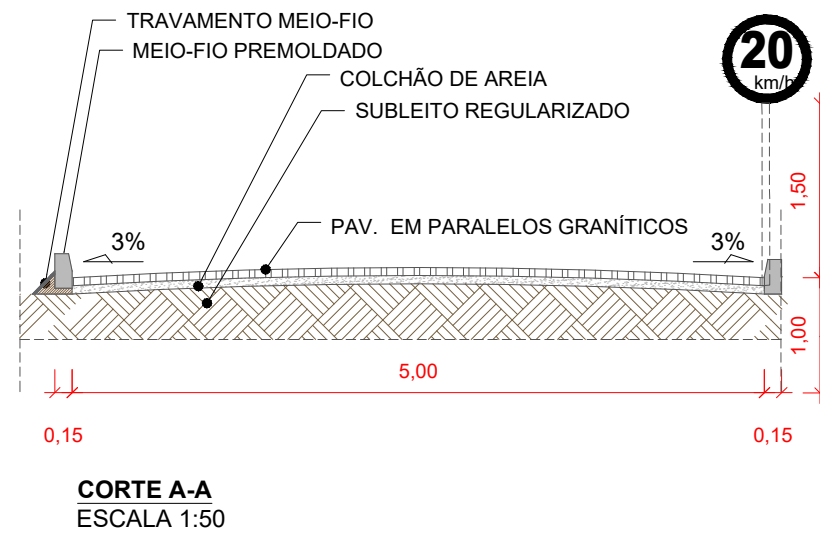 TRAVAMENTO MEIO-FIO
MEIO-FIO PREMOLDADO
COLCHÃO DE AREIA
SUBLEITO REGULARIZADO
20
km/h
1,50
PAV. EM PARALELOS GRANÍTICOS
3%
3%
1,00
5,00
0,15
0,15
CORTE A-A
ESCALA 1:50